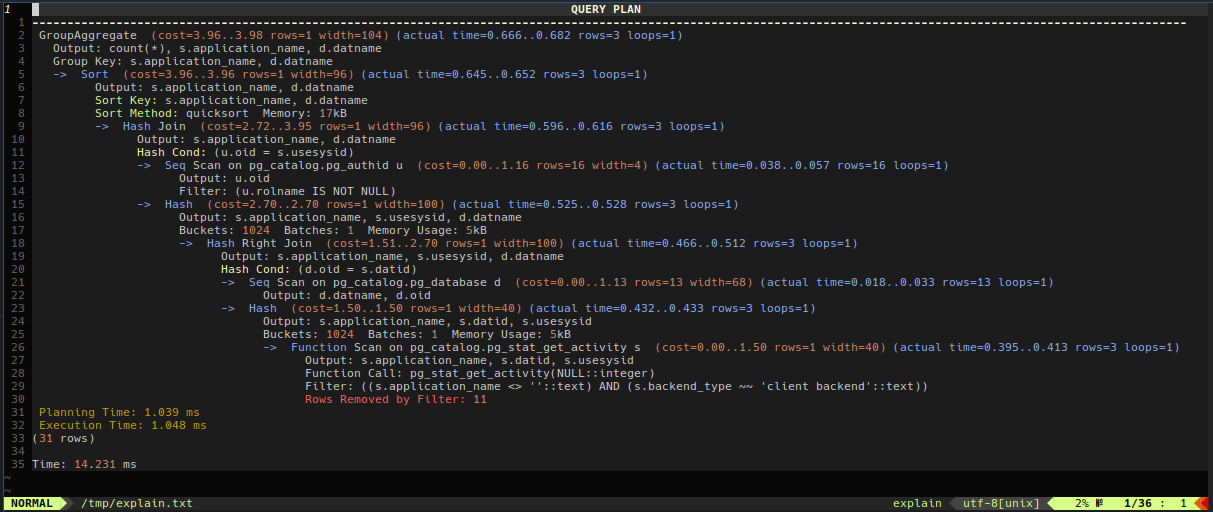 1 QUERY PLAN
1 ----------------------------------------------------------------------------------------------------------------------------------------------------------------------
2 GroupAggregate  (cost=3.96..3.98 rows=1 width=104) (actual time=0.666..0.682 rows=3 loops=1)
3   Output: count(*), s.application_name, d.datname
4   Group Key: s.application_name, d.datname
5   ->  Sort  (cost=3.96..3.96 rows=1 width=96) (actual time=0.645..0.652 rows=3 loops=1)
6         Output: s.application_name, d.datname
7         Sort Key: s.application_name, d.datname
8         Sort Method: quicksort  Memory: 17kB
9         ->  Hash Join  (cost=2.72..3.95 rows=1 width=96) (actual time=0.596..0.616 rows=3 loops=1)
10               Output: s.application_name, d.datname
11               Hash Cond: (u.oid = s.usesysid)
12               ->  Seq Scan on pg_catalog.pg_authid u  (cost=0.00..1.16 rows=16 width=4) (actual time=0.038..0.057 rows=16 loops=1)
13                     Output: u.oid
14                     Filter: (u.rolname IS NOT NULL)
15               ->  Hash  (cost=2.70..2.70 rows=1 width=100) (actual time=0.525..0.528 rows=3 loops=1)
16                     Output: s.application_name, s.usesysid, d.datname
17                     Buckets: 1024  Batches: 1  Memory Usage: 5kB
18                     ->  Hash Right Join  (cost=1.51..2.70 rows=1 width=100) (actual time=0.466..0.512 rows=3 loops=1)
19                           Output: s.application_name, s.usesysid, d.datname
20                           Hash Cond: (d.oid = s.datid)
21                           ->  Seq Scan on pg_catalog.pg_database d  (cost=0.00..1.13 rows=13 width=68) (actual time=0.018..0.033 rows=13 loops=1)
22                                 Output: d.datname, d.oid
23                           ->  Hash  (cost=1.50..1.50 rows=1 width=40) (actual time=0.432..0.433 rows=3 loops=1)
24                                 Output: s.application_name, s.datid, s.usesysid
25                                 Buckets: 1024  Batches: 1  Memory Usage: 5kB
26                                 ->  Function Scan on pg_catalog.pg_stat_get_activity s  (cost=0.00..1.50 rows=1 width=40) (actual time=0.395..0.413 rows=3 loops=1)
27                                       Output: s.application_name, s.datid, s.usesysid
28                                       Function Call: pg_stat_get_activity(NULL::integer)
29                                       Filter: ((s.application_name <> ''::text) AND (s.backend_type ~~ 'client backend'::text))
30                                       Rows Removed by Filter: 11
31 Planning Time: 1.039 ms
32 Execution Time: 1.048 ms
33 (31 rows)
34
35 Time: 14.231 ms
~
~
NORMAL /tmp/explain.txt explain utf-8[unix] 2% № 1/36 : 1